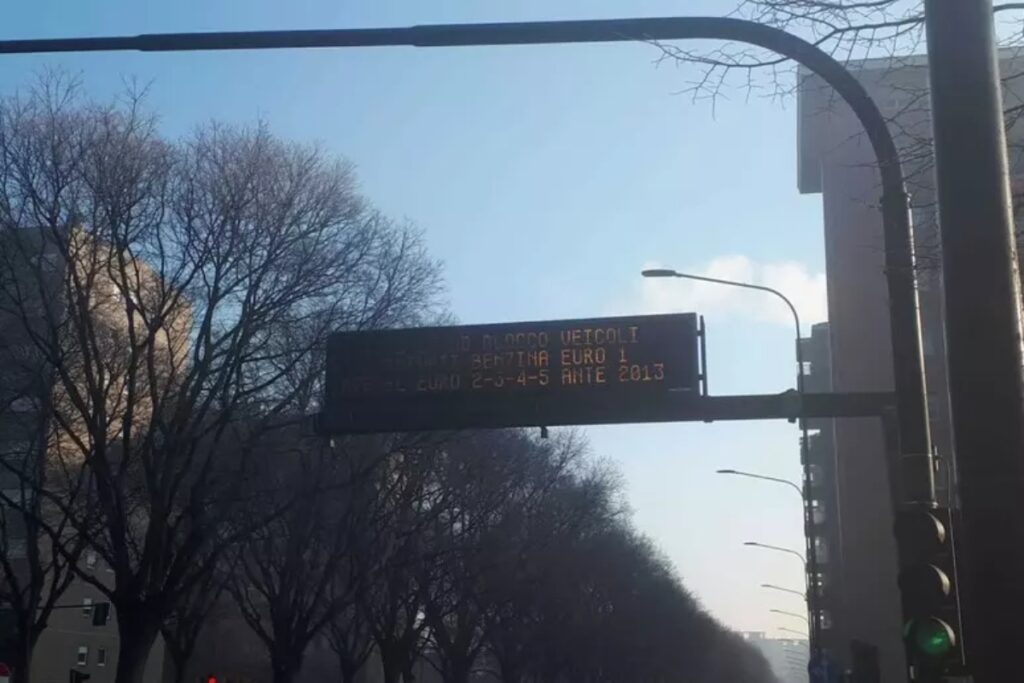 BLOCCO VEICOLI
BENZINA EURO 1
EURO 2-3-4-5 ANTE 2013